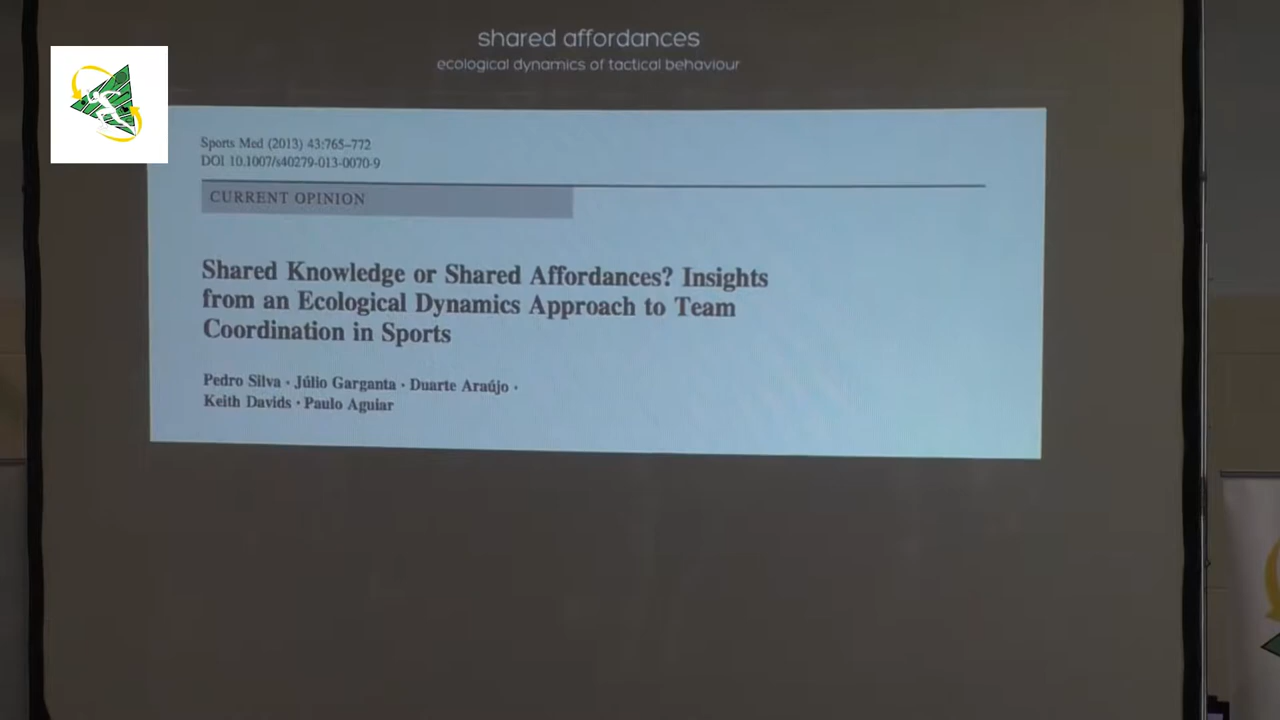 shared affordances
ecological dynamics of tactical behaviour
Sports Med (2013) 43:765–772
DOI 10.1007/s40279-013-0070-9
CURRENT OPINION
Shared Knowledge or Shared Affordances? Insights
from an Ecological Dynamics Approach to Team
Coordination in Sports
Pedro Silva · Júlio Garganta · Duarte Araújo ·
Keith Davids · Paulo Aguiar